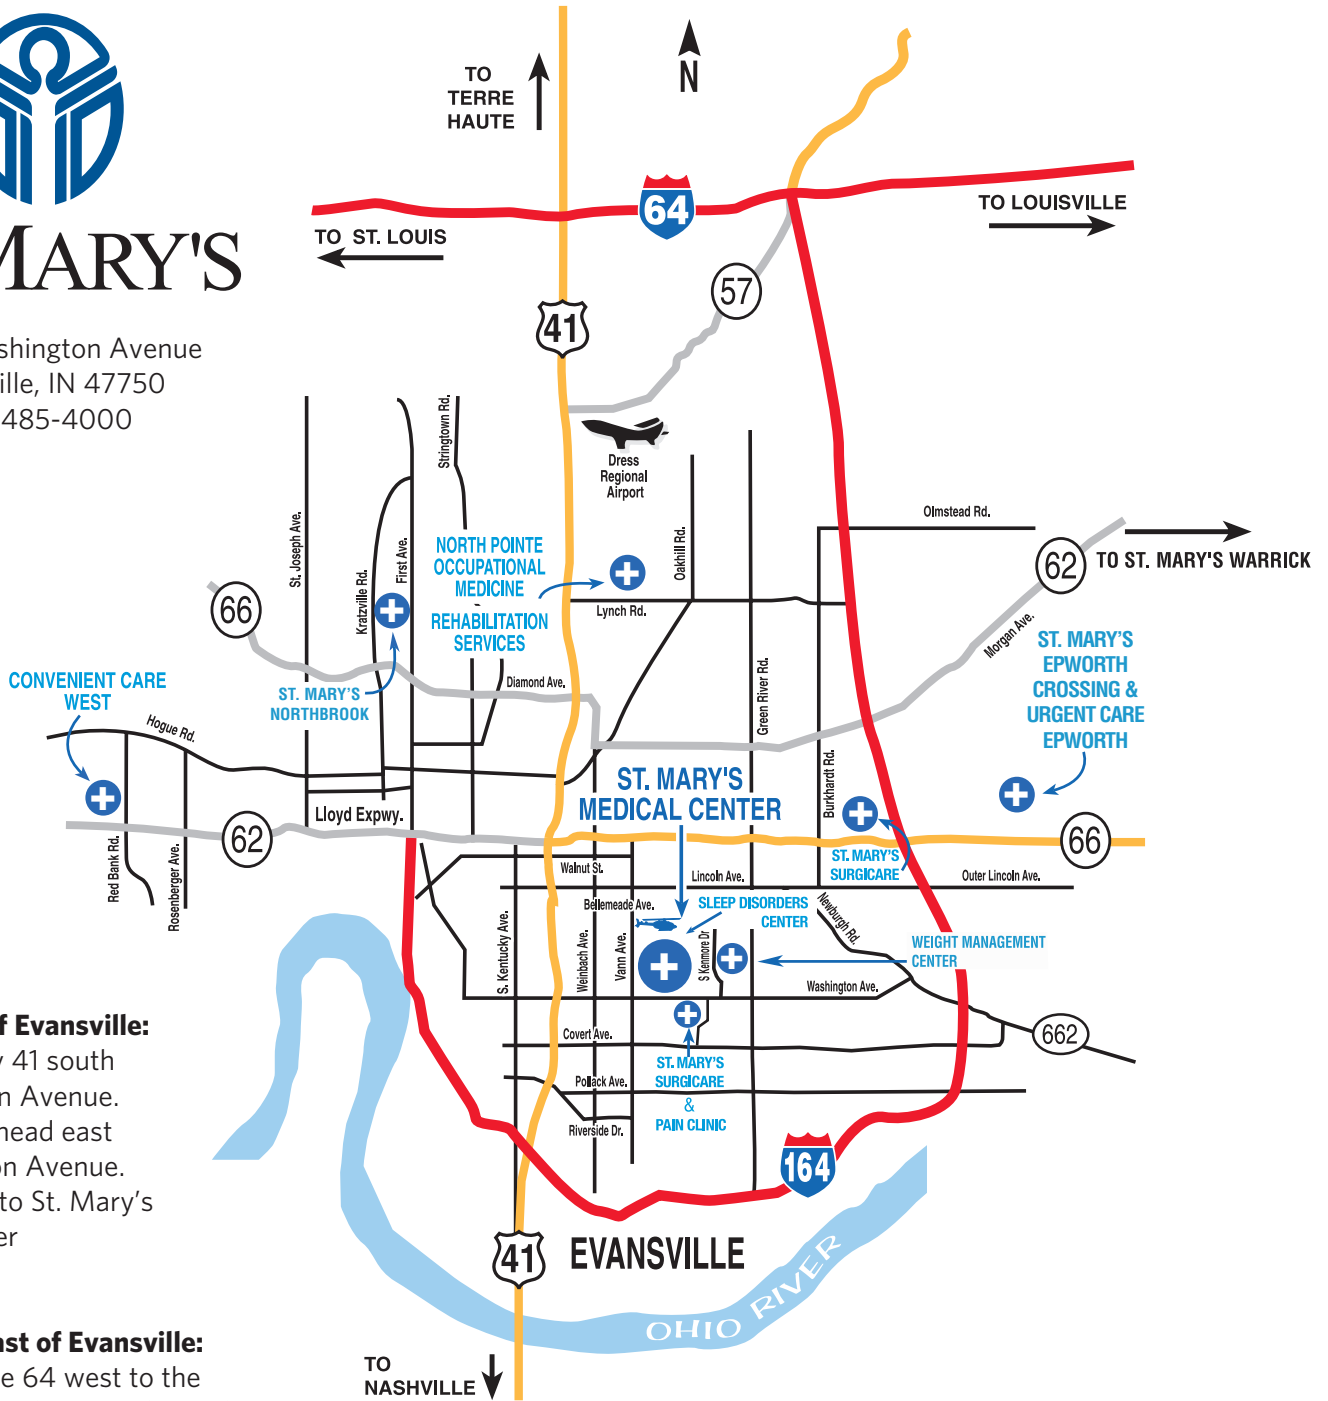 MARY'S
shington Avenue
ville, IN 47750
485-4000
f Evansville:
y 41 south
n Avenue.
head east
on Avenue.
to St. Mary's
er
ast of Evansville:
e 64 west to the
TO
TERRE
HAUTE
N
64
TO LOUISVILLE
TO ST. LOUIS
57
41
Stringtown Rd.
Dress
Regional
Airport
St. Joseph Ave.
Kratzville Rd.
First Ave.
Oakhill Rd.
Olmstead Rd.
NORTH POINTE
OCCUPATIONAL
MEDICINE
REHABILITATION
SERVICES
Lynch Rd.
62
TO ST. MARY'S WARRICK
66
Morgan Ave.
ST. MARY'S
EPWORTH
CROSSING &
URGENT CARE
EPWORTH
CONVENIENT CARE
WEST
Hogue Rd.
ST. MARY'S
NORTHBROOK
Diamond Ave.
Green River Rd.
ST. MARY'S
MEDICAL CENTER
Burkhardt Rd.
Lloyd Expwy.
62
66
Red Bank Rd.
Rosenberger Ave.
Walnut St.
ST. MARY'S
SURGICARE
Lincoln Ave.
Outer Lincoln Ave.
Bellemeade Ave.
SLEEP DISORDERS
CENTER
Newburgh Rd.
S. Kentucky Ave.
Weinbach Ave.
Vann Ave.
S Kenmore Dr
WEIGHT MANAGEMENT
CENTER
Washington Ave.
Covert Ave.
662
ST. MARY'S
SURGICARE
&
PAIN CLINIC
Pollack Ave.
Riverside Dr.
164
41
EVANSVILLE
OHIO RIVER
TO
NASHVILLE